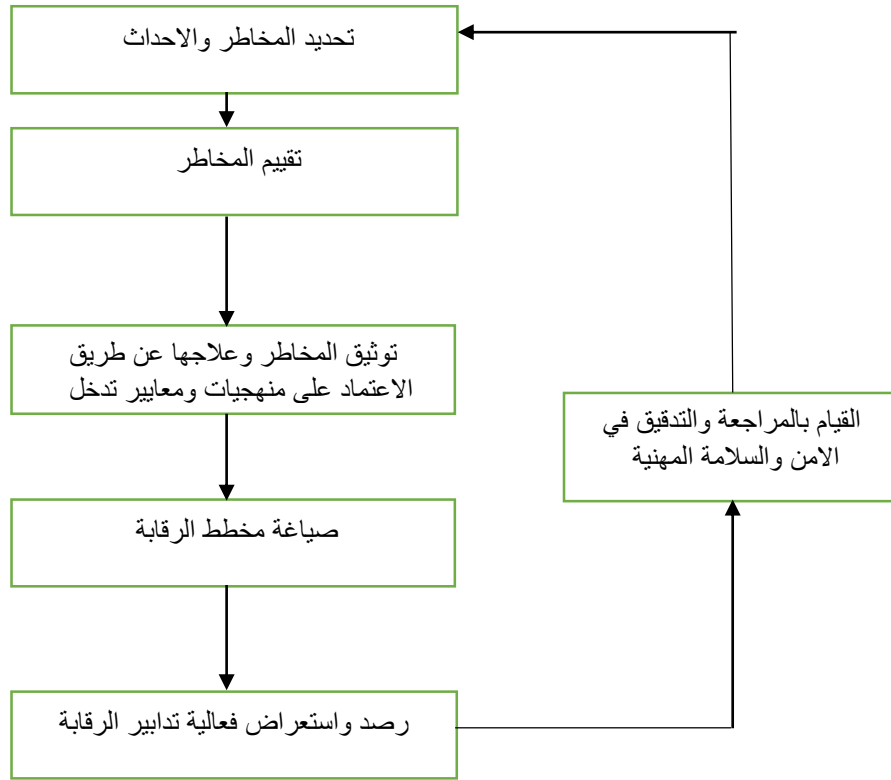 تحديد المخاطر والاحداث
تقييم المخاطر
توثيق المخاطر وعلاجها عن طريق
الاعتماد على منهجيات ومعايير تدخل
صياغة مخطط الرقابة
رصد واستعراض فعالية تدابير الرقابة
القيام بالمراجعة والتدقيق في
الامن والسلامة المهنية